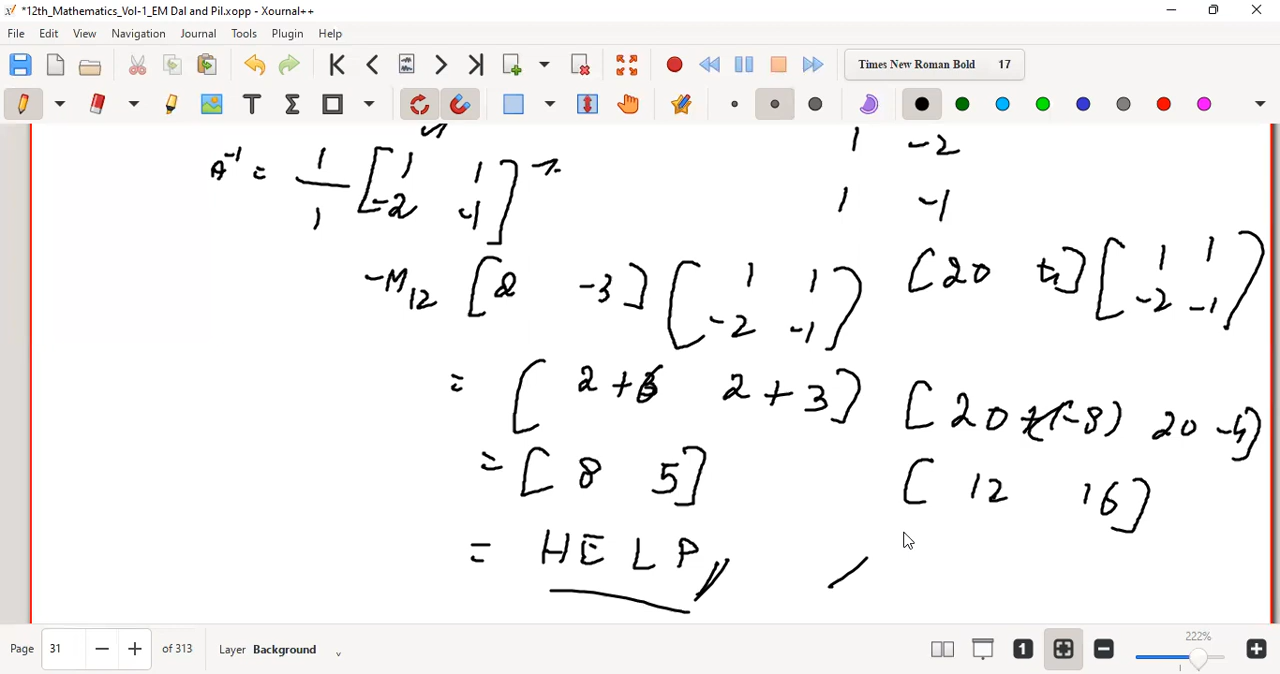 *12th_Mathematics_Vol-1_EM Dal and Pil.xopp - Xournal++
File Edit View Navigation Journal Tools Plugin Help
Times New Roman Bold 17
1 -2
A⁻¹ = 1/1 [1 1
-2 -1]
1 -1
[2 -3] [1 1
-2 -1]
[20 4] [1 1
-2 -1]
= [2+6 2+3] [20+(-8) 20-4]
= [8 5] [12 16]
= HELP
Page 31 of 313 Layer Background 222%